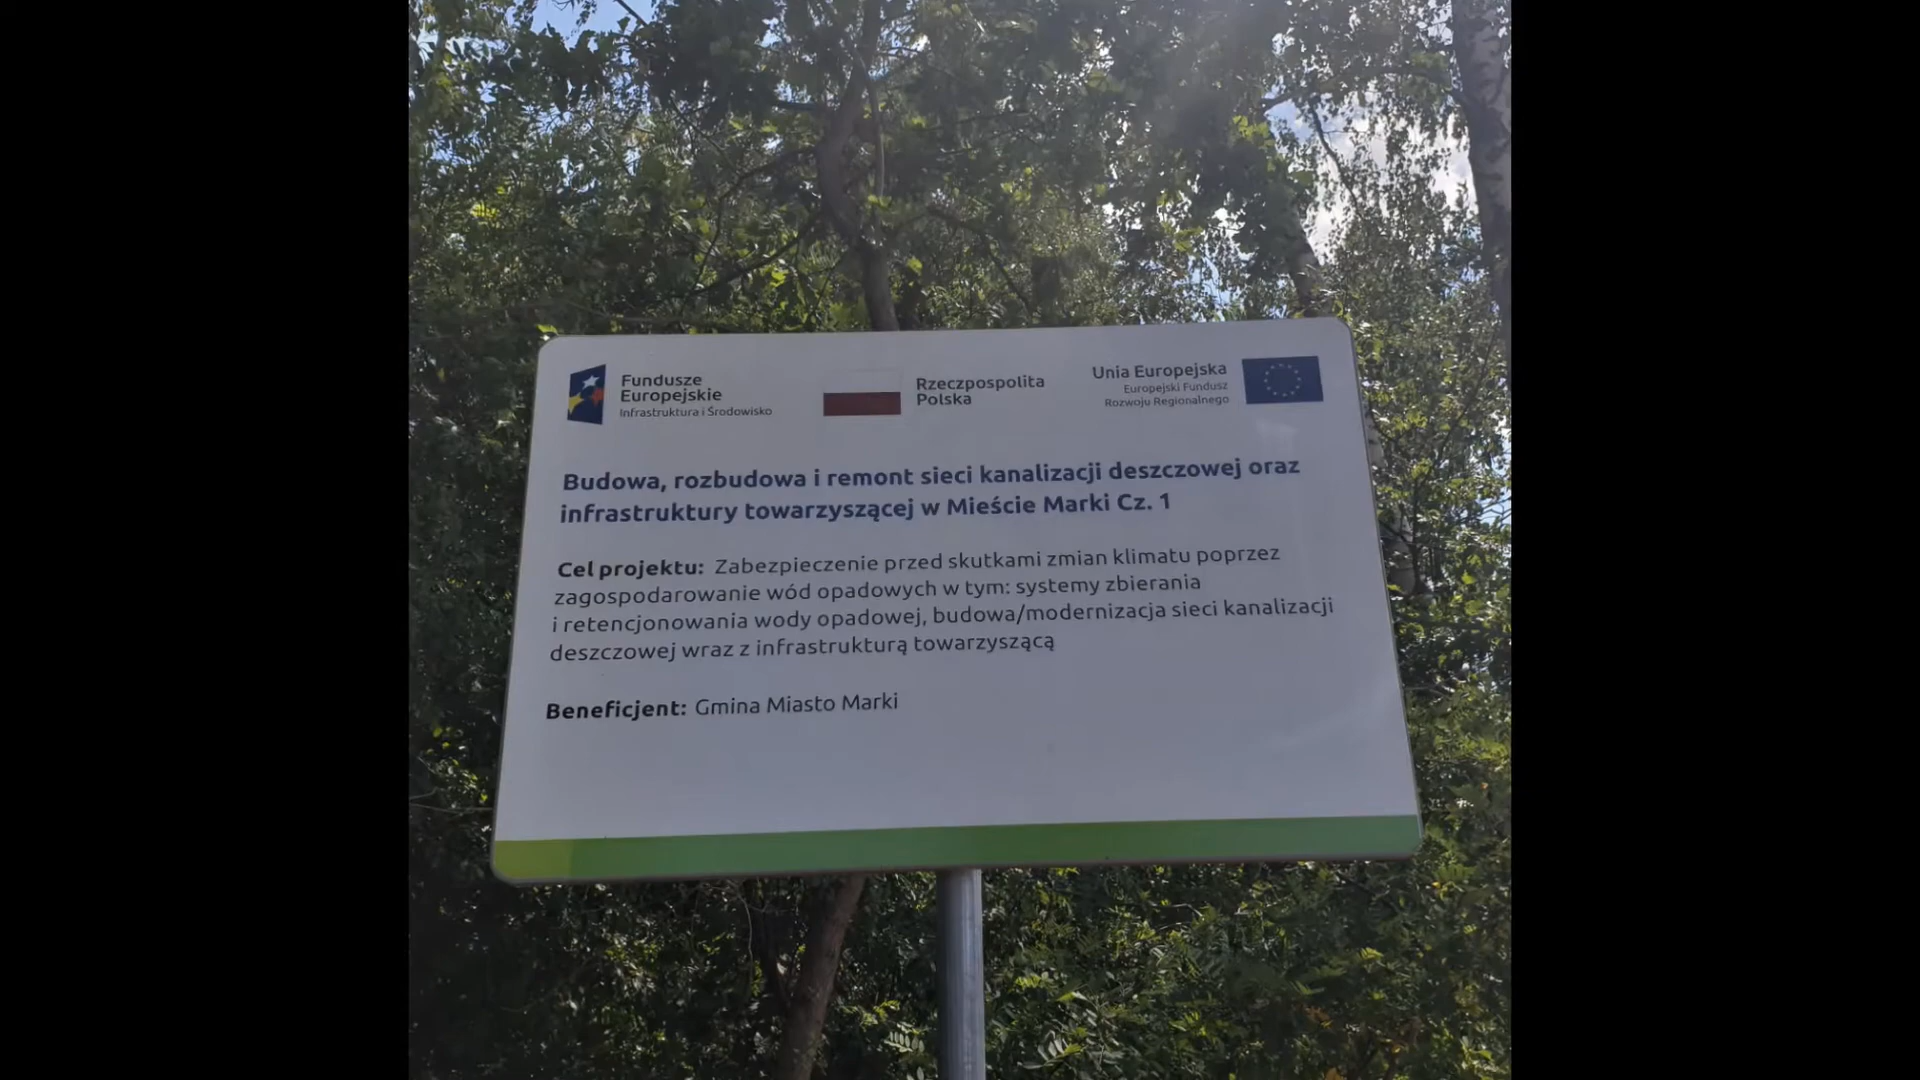 Fundusze
Europejskie
Infrastruktura i Środowisko
Rzeczpospolita
Polska
Unia Europejska
Europejski Fundusz
Rozwoju Regionalnego
Budowa, rozbudowa i remont sieci kanalizacji deszczowej oraz
infrastruktury towarzyszącej w Mieście Marki Cz. 1
Cel projektu: Zabezpieczenie przed skutkami zmian klimatu poprzez
zagospodarowanie wód opadowych w tym: systemy zbierania
i retencjonowania wody opadowej, budowa/modernizacja sieci kanalizacji
deszczowej wraz z infrastrukturą towarzyszącą
Beneficjent: Gmina Miasto Marki